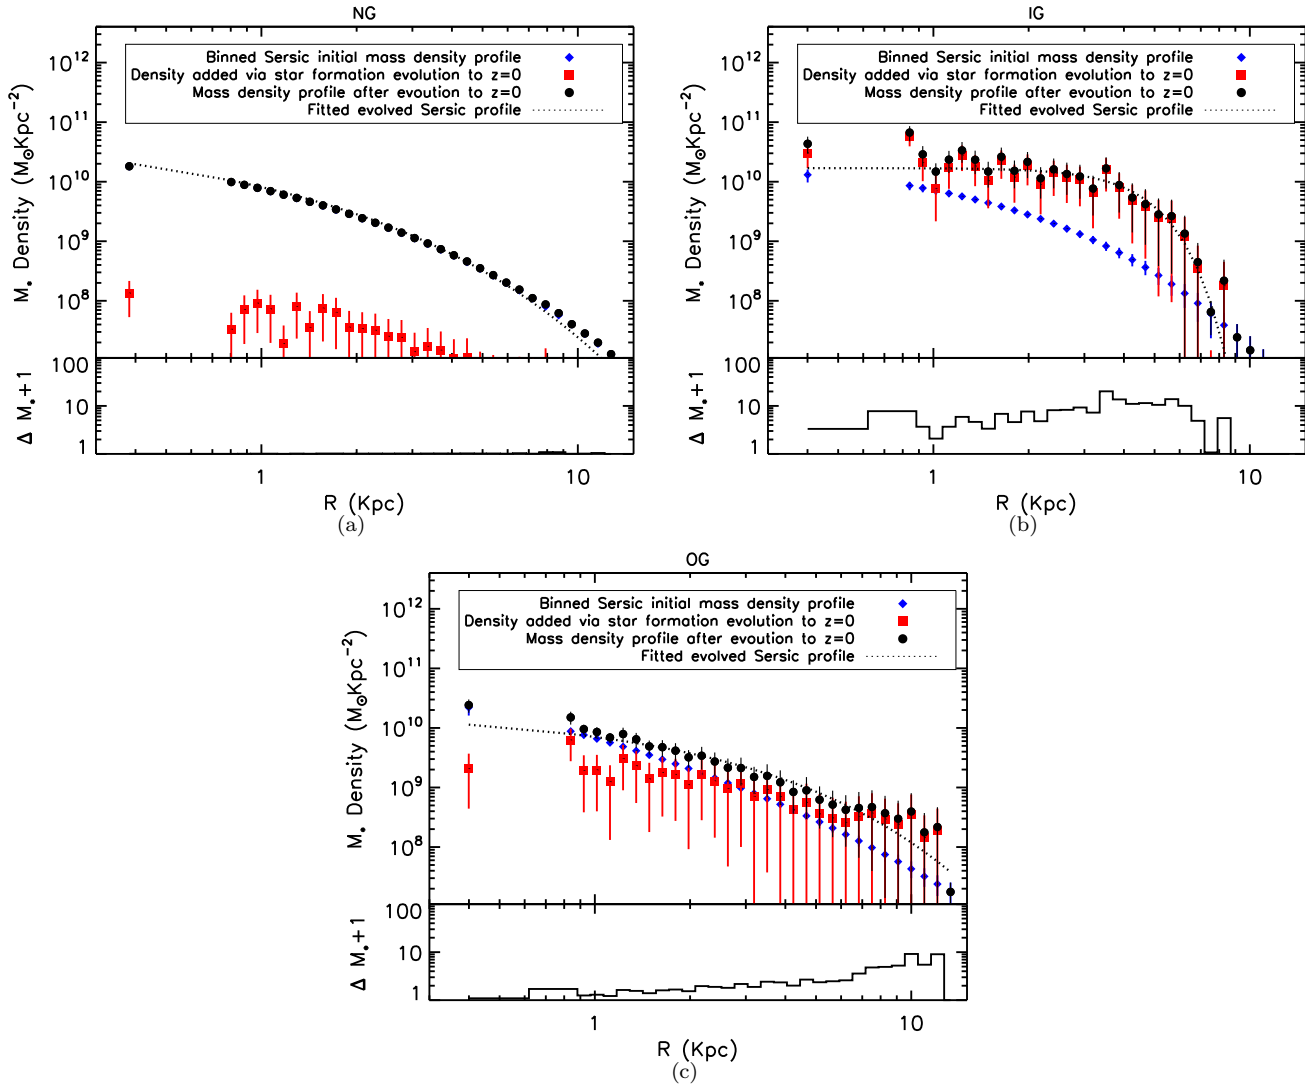 NG
Binned Sersic initial mass density profile
Density added via star formation evolution to z=0
Mass density profile after evoution to z=0
Fitted evolved Sersic profile
10¹²
10¹¹
10¹⁰
10⁹
10⁸
M⋆ Density (M⊙Kpc⁻²)
100
10
1
Δ M⋆+1
1
10
R (Kpc)
(a)
IG
Binned Sersic initial mass density profile
Density added via star formation evolution to z=0
Mass density profile after evoution to z=0
Fitted evolved Sersic profile
10¹²
10¹¹
10¹⁰
10⁹
10⁸
M⋆ Density (M⊙Kpc⁻²)
100
10
1
Δ M⋆+1
1
10
R (Kpc)
(b)
OG
Binned Sersic initial mass density profile
Density added via star formation evolution to z=0
Mass density profile after evoution to z=0
Fitted evolved Sersic profile
10¹²
10¹¹
10¹⁰
10⁹
10⁸
M⋆ Density (M⊙Kpc⁻²)
100
10
1
Δ M⋆+1
1
10
R (Kpc)
(c)